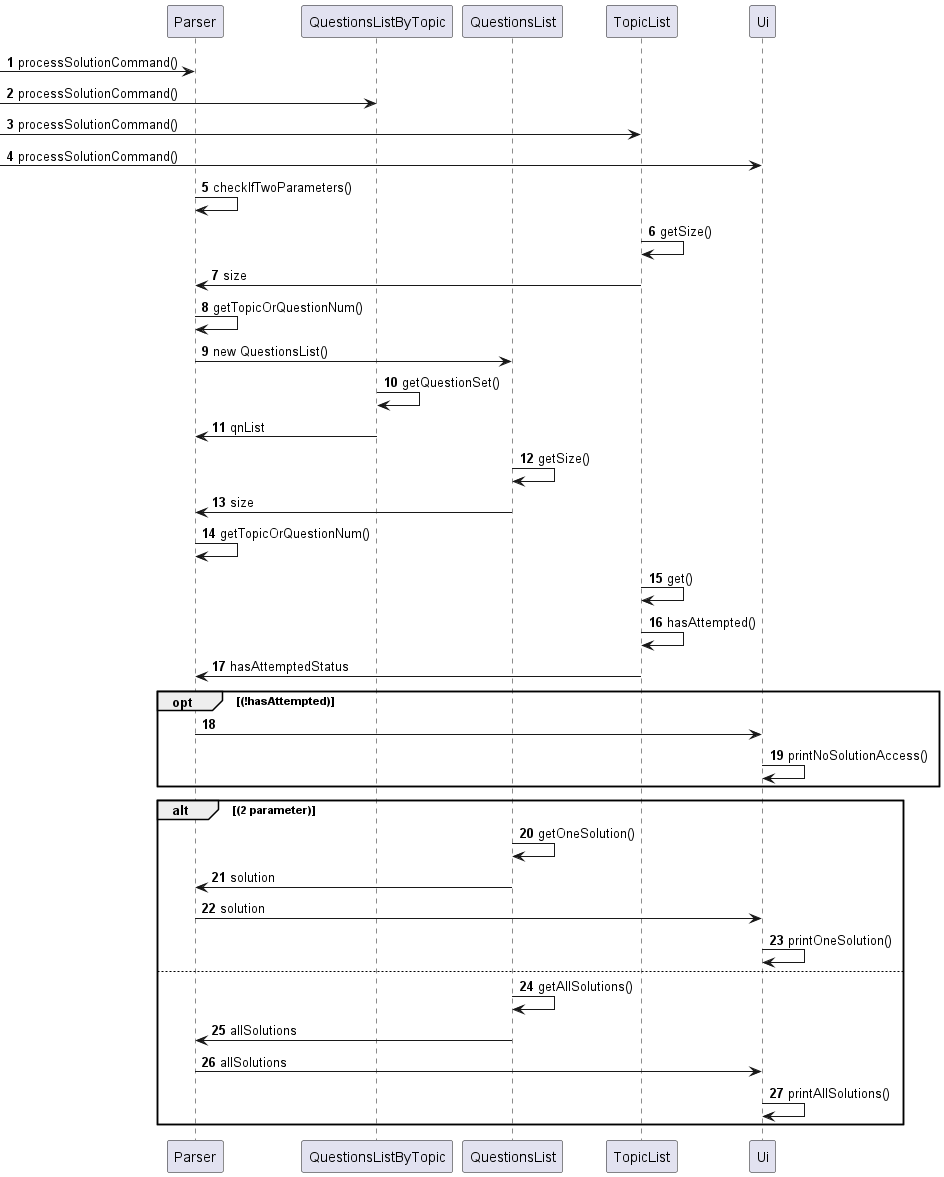 Parser QuestionsListByTopic QuestionsList TopicList Ui
1 processSolutionCommand()
2 processSolutionCommand()
3 processSolutionCommand()
4 processSolutionCommand()
5 checkIfTwoParameters()
6 getSize()
7 size
8 getTopicOrQuestionNum()
9 new QuestionsList()
10 getQuestionSet()
11 qnList
12 getSize()
13 size
14 getTopicOrQuestionNum()
15 get()
16 hasAttempted()
17 hasAttemptedStatus
opt [(!hasAttempted)]
18
19 printNoSolutionAccess()
alt [(2 parameter)]
20 getOneSolution()
21 solution
22 solution
23 printOneSolution()
24 getAllSolutions()
25 allSolutions
26 allSolutions
27 printAllSolutions()
Parser QuestionsListByTopic QuestionsList TopicList Ui